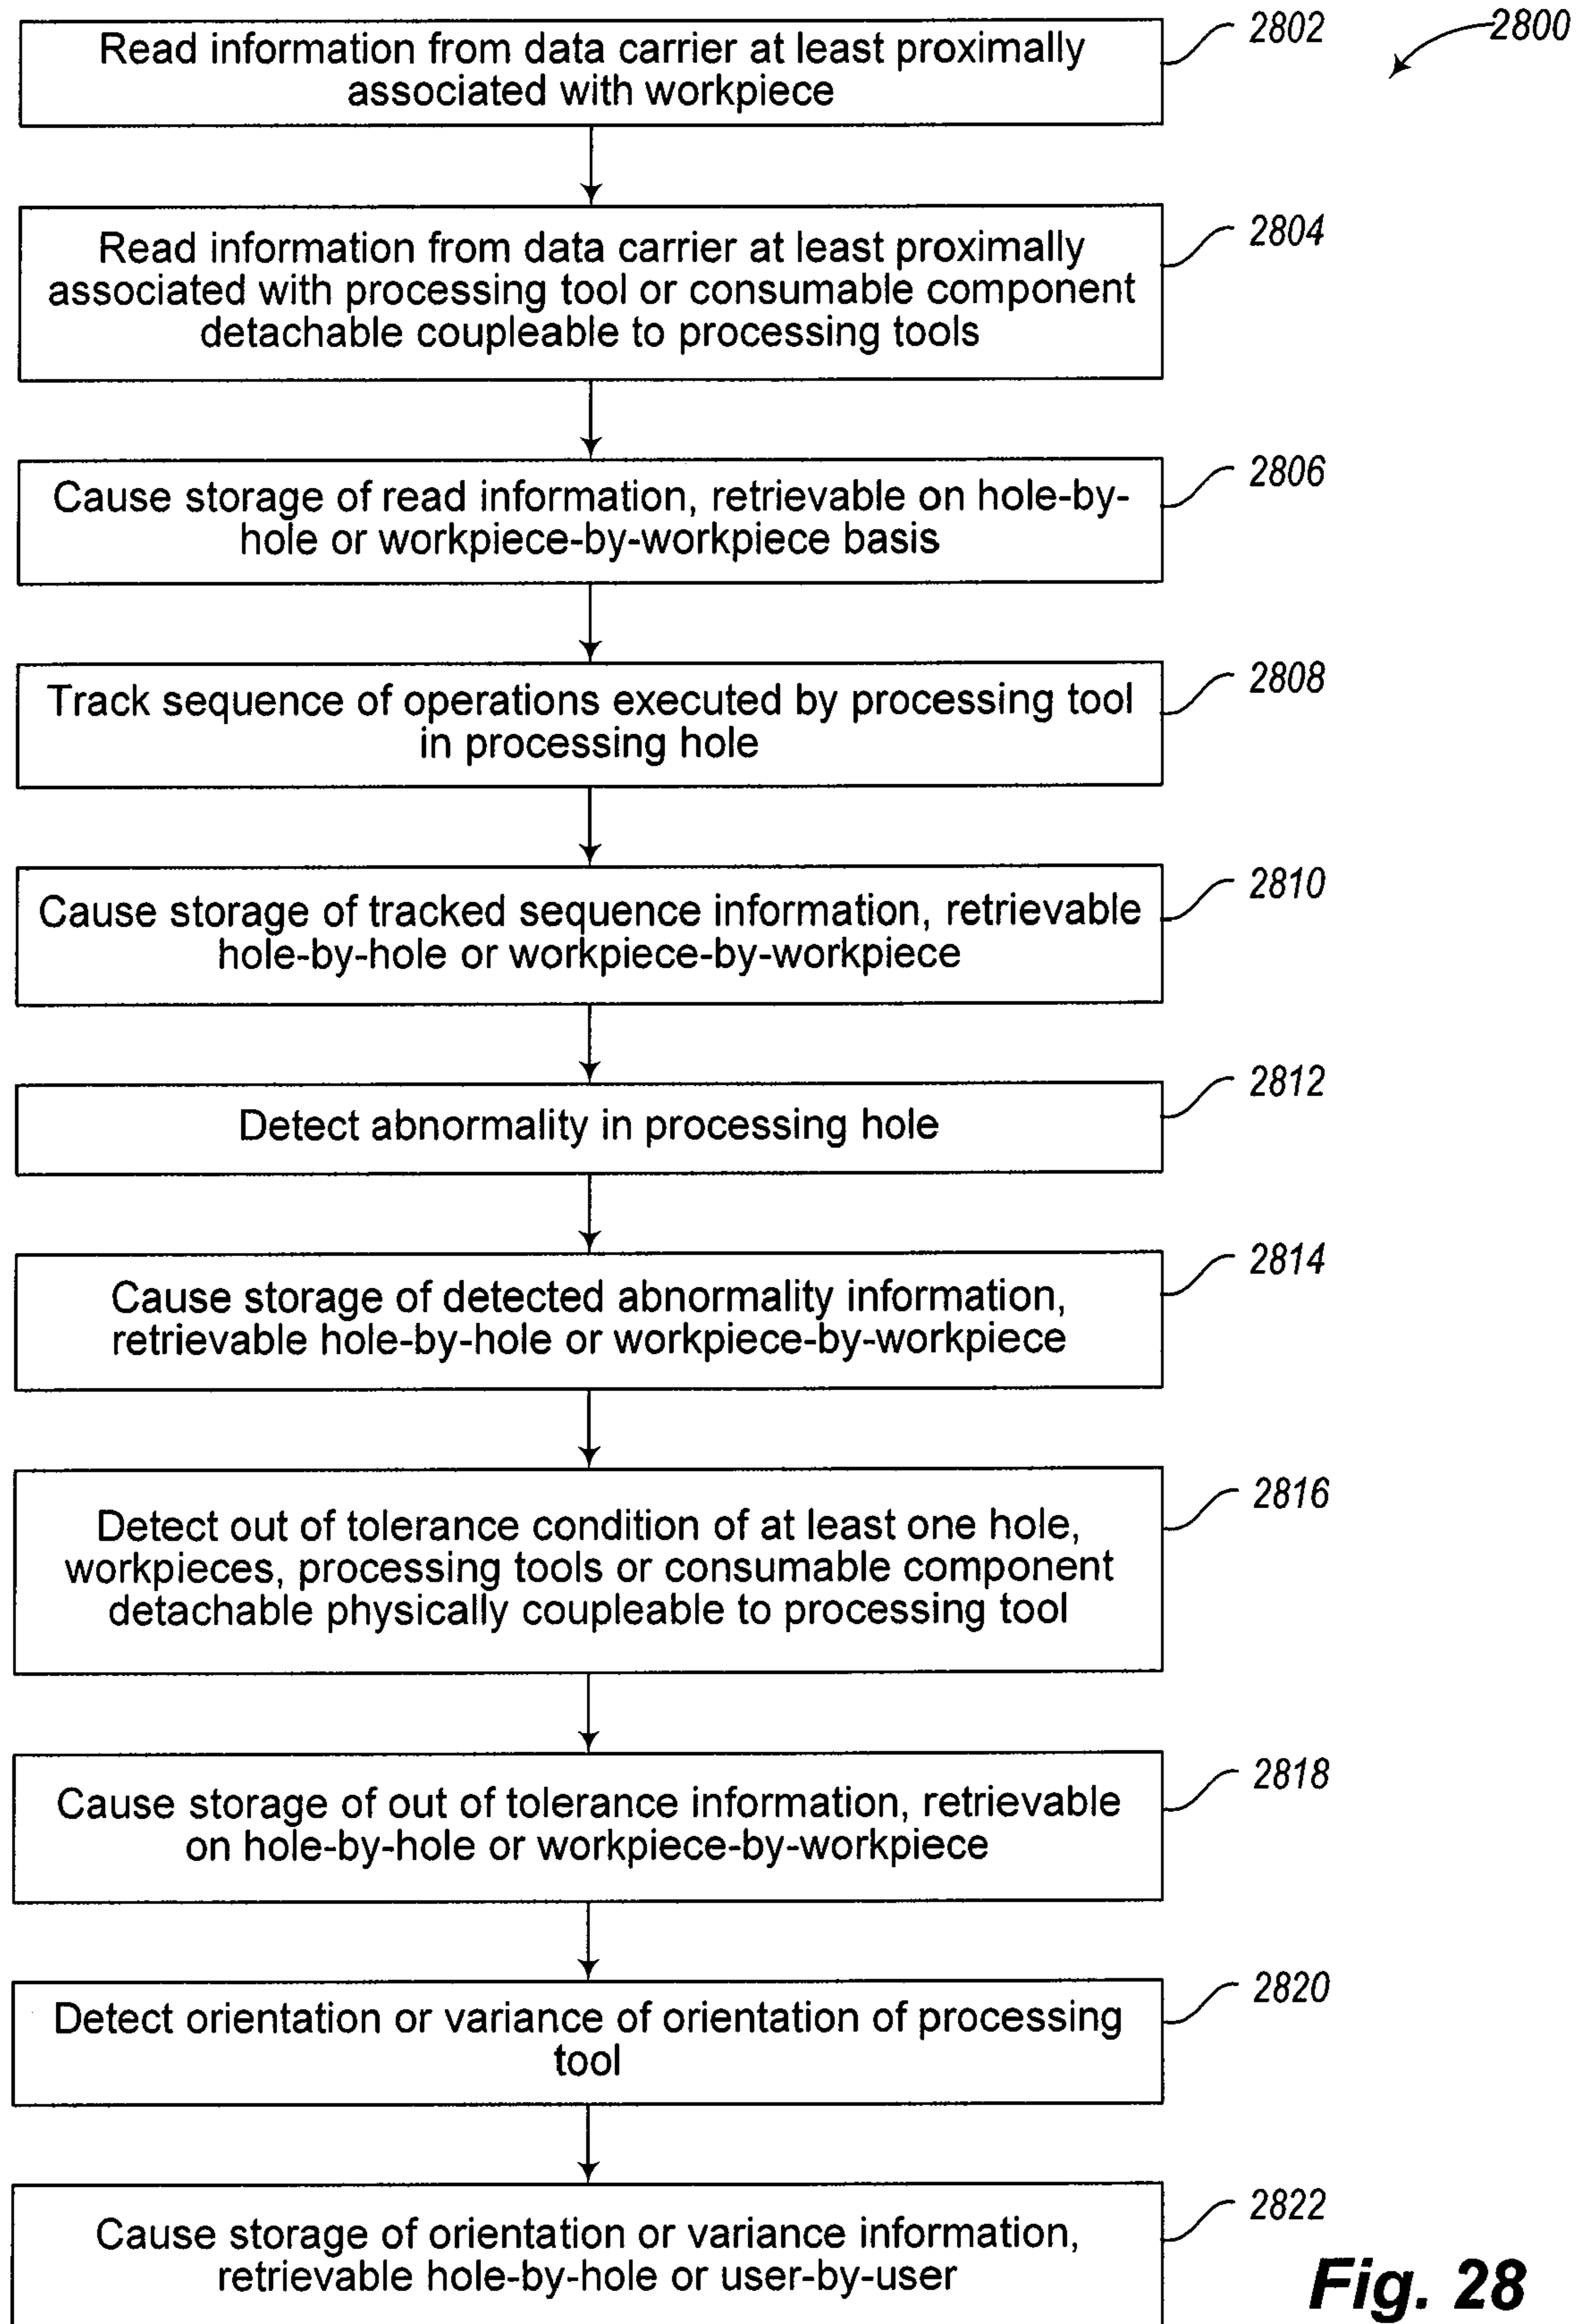 2800
Read information from data carrier at least proximally
associated with workpiece
2802
Read information from data carrier at least proximally
associated with processing tool or consumable component
detachable coupleable to processing tools
2804
Cause storage of read information, retrievable on hole-by-
hole or workpiece-by-workpiece basis
2806
Track sequence of operations executed by processing tool
in processing hole
2808
Cause storage of tracked sequence information, retrievable
hole-by-hole or workpiece-by-workpiece
2810
Detect abnormality in processing hole
2812
Cause storage of detected abnormality information,
retrievable hole-by-hole or workpiece-by-workpiece
2814
Detect out of tolerance condition of at least one hole,
workpieces, processing tools or consumable component
detachable physically coupleable to processing tool
2816
Cause storage of out of tolerance information, retrievable
on hole-by-hole or workpiece-by-workpiece
2818
Detect orientation or variance of orientation of processing
tool
2820
Cause storage of orientation or variance information,
retrievable hole-by-hole or user-by-user
2822
Fig. 28